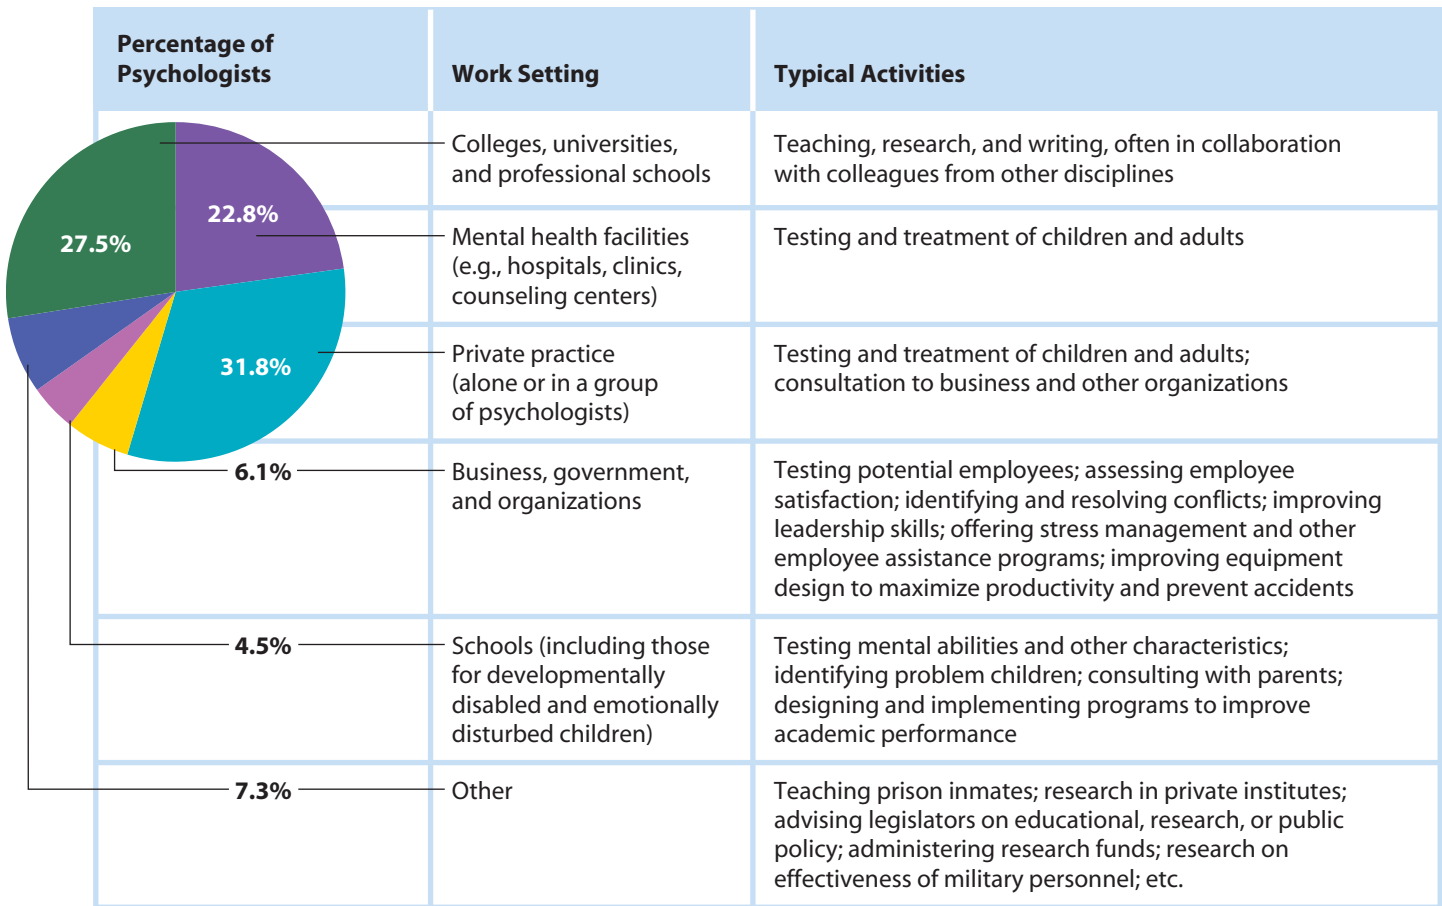 Percentage of
Psychologists
Work Setting
Typical Activities
27.5%
Colleges, universities,
and professional schools
Teaching, research, and writing, often in collaboration
with colleagues from other disciplines
22.8%
Mental health facilities
(e.g., hospitals, clinics,
counseling centers)
Testing and treatment of children and adults
31.8%
Private practice
(alone or in a group
of psychologists)
Testing and treatment of children and adults;
consultation to business and other organizations
6.1%
Business, government,
and organizations
Testing potential employees; assessing employee
satisfaction; identifying and resolving conflicts; improving
leadership skills; offering stress management and other
employee assistance programs; improving equipment
design to maximize productivity and prevent accidents
4.5%
Schools (including those
for developmentally
disabled and emotionally
disturbed children)
Testing mental abilities and other characteristics;
identifying problem children; consulting with parents;
designing and implementing programs to improve
academic performance
7.3%
Other
Teaching prison inmates; research in private institutes;
advising legislators on educational, research, or public
policy; administering research funds; research on
effectiveness of military personnel; etc.